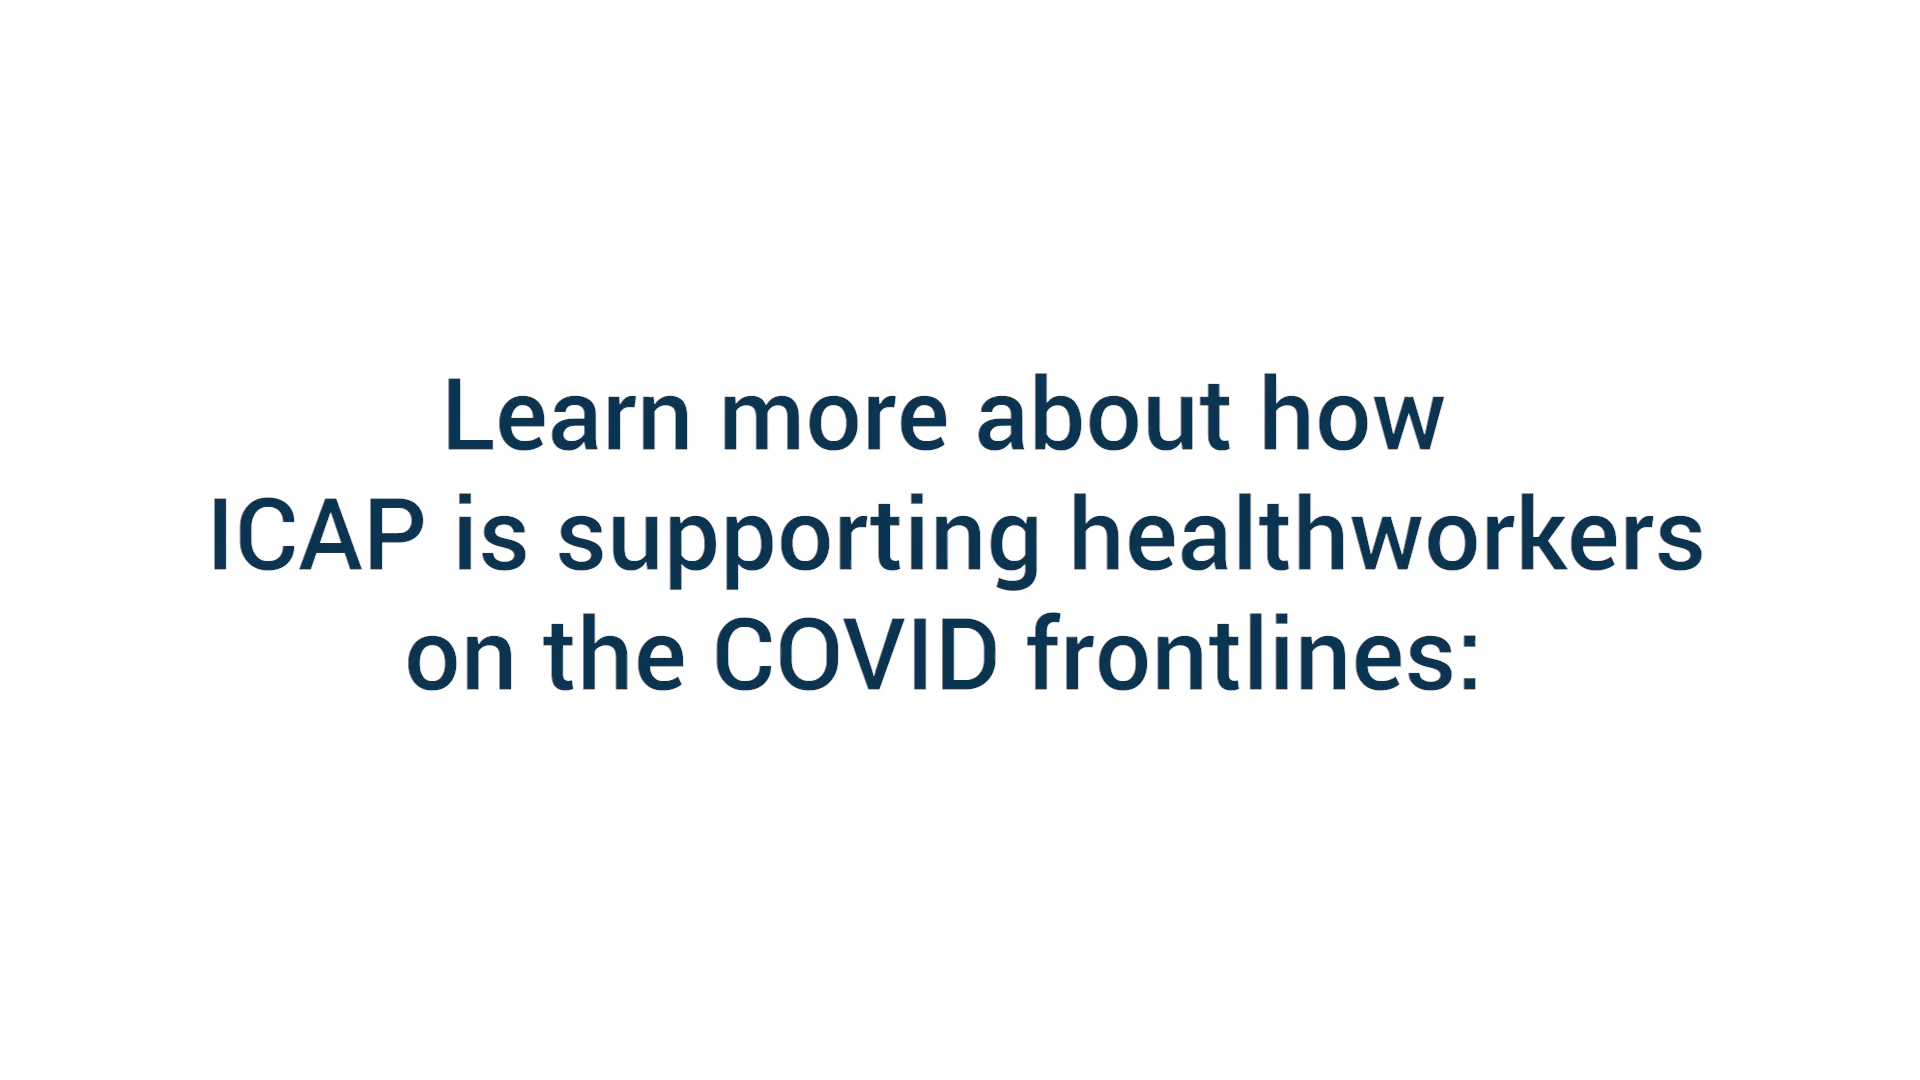 Learn more about how
ICAP is supporting healthworkers
on the COVID frontlines: